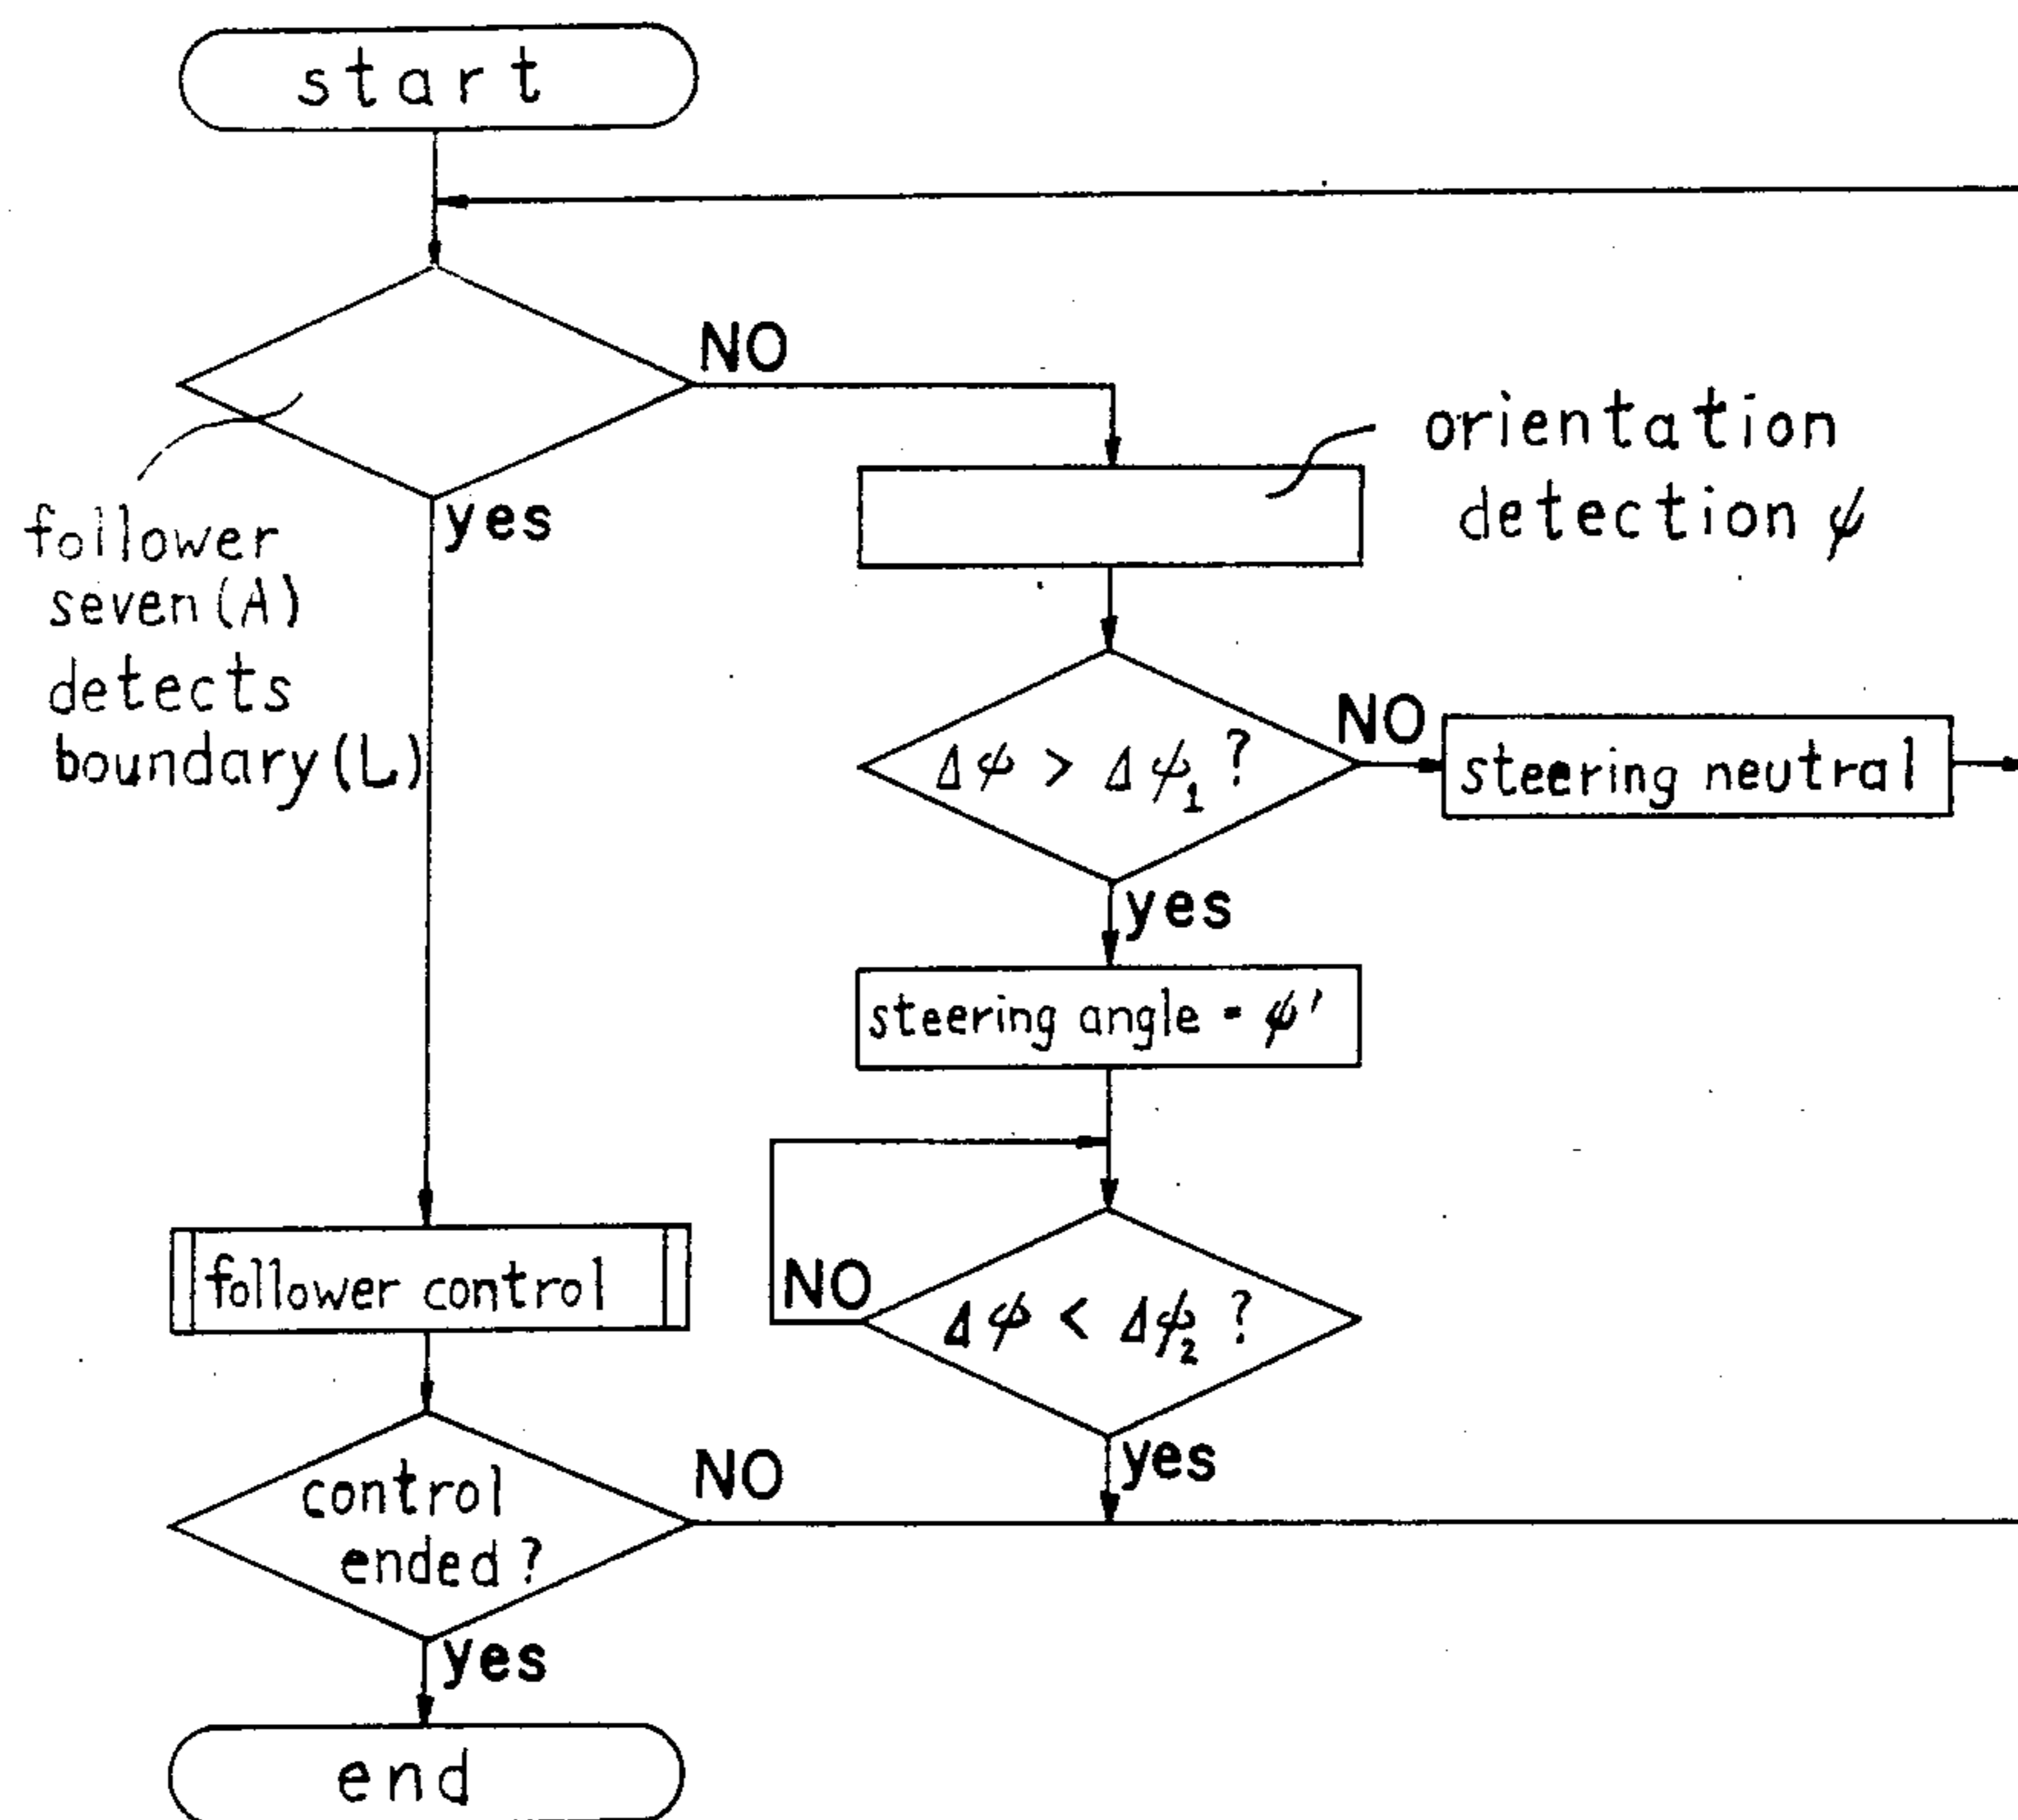 start
NO
orientation
detection ψ
yes
follower
seven(A)
detects
boundary(L)
Δψ > Δψ₁ ?
NO
steering neutral
yes
steering angle = ψ'
follower control
NO
Δψ < Δψ₂ ?
yes
control
ended?
NO
yes
end